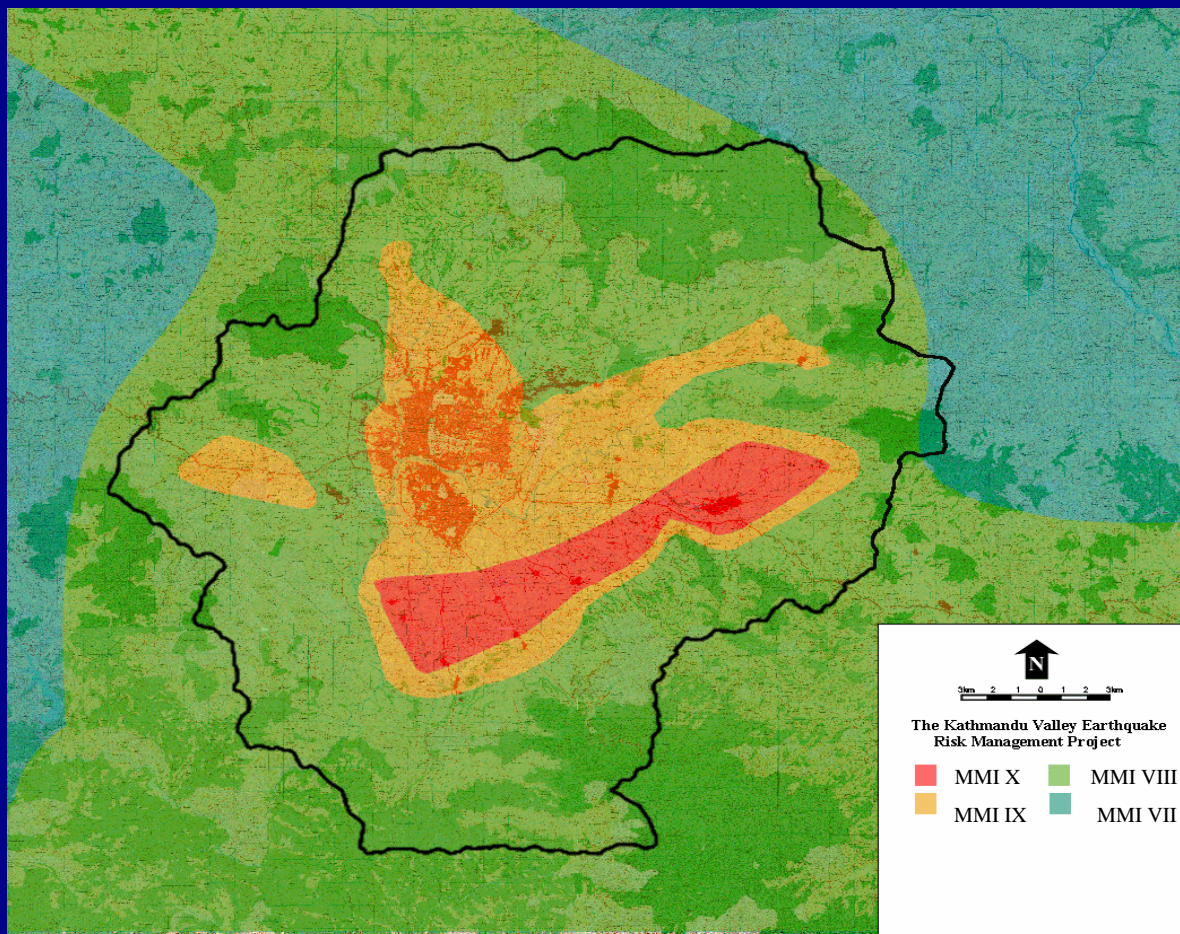 N
3km 2 1 0 1 2 3km
The Kathmandu Valley Earthquake
Risk Management Project
MMI X MMI VIII
MMI IX MMI VII